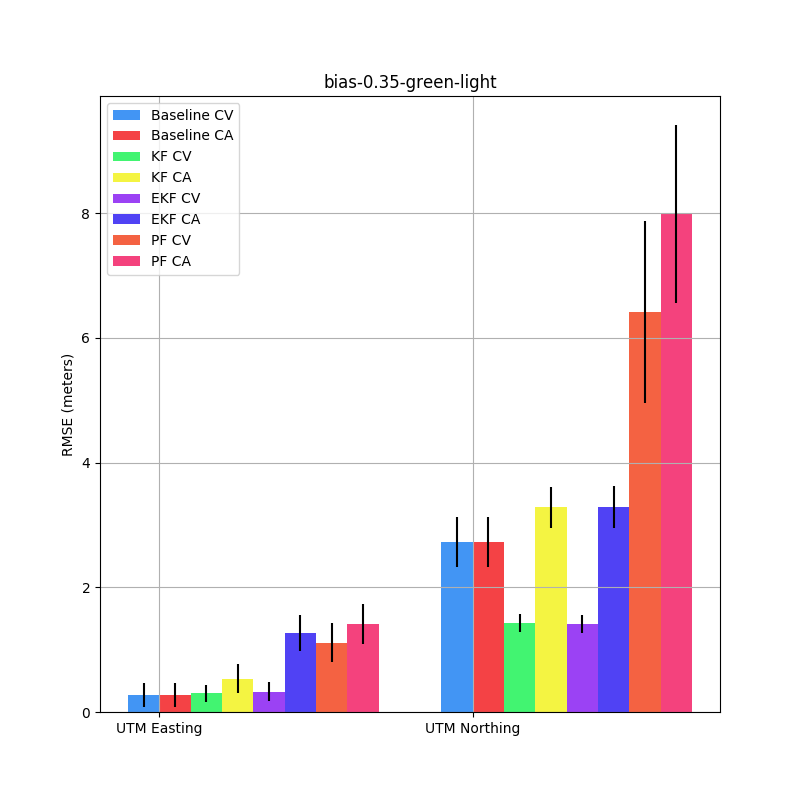 bias-0.35-green-light
Baseline CV
Baseline CA
KF CV
KF CA
EKF CV
EKF CA
PF CV
PF CA
RMSE (meters)
8
6
4
2
0
UTM Easting
UTM Northing